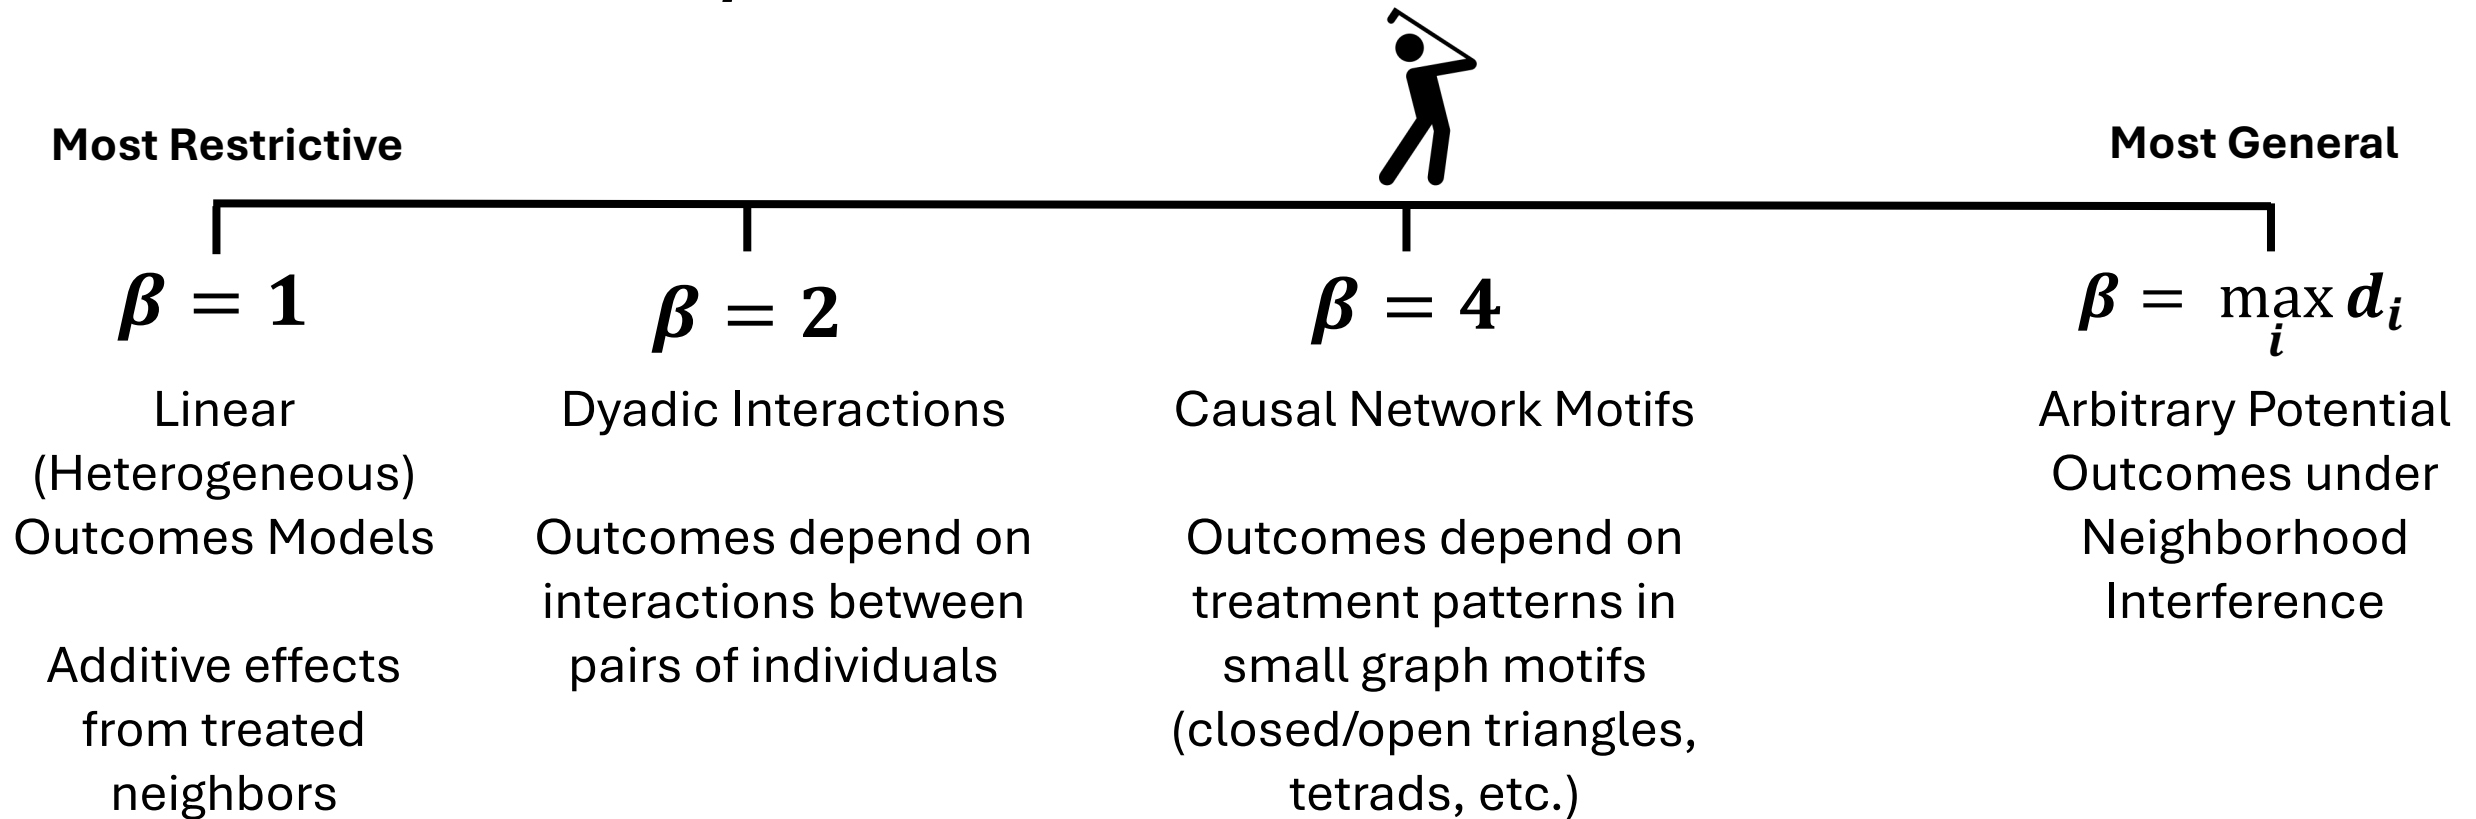 Most Restrictive
Most General
β = 1
β = 2
β = 4
β = max dᵢ
i
Linear
(Heterogeneous)
Outcomes Models
Additive effects
from treated
neighbors
Dyadic Interactions
Outcomes depend on
interactions between
pairs of individuals
Causal Network Motifs
Outcomes depend on
treatment patterns in
small graph motifs
(closed/open triangles,
tetrads, etc.)
Arbitrary Potential
Outcomes under
Neighborhood
Interference